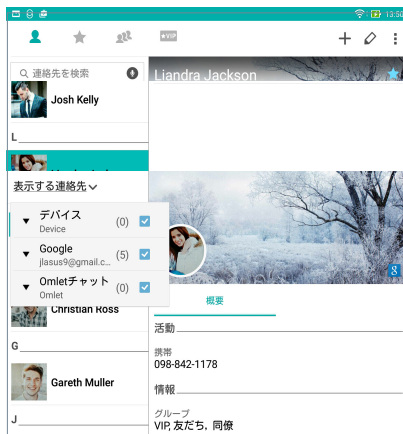 13:50
VIP
連絡先を検索
Liandra Jackson
Josh Kelly
L
表示する連絡先
デバイス (0)
Device
Google (5)
jlasus9@gmail.c...
Omletチャット (0)
Omlet
Christian Ross
G
Gareth Muller
J
8
概要
活動
携帯
098-842-1178
情報
グループ
VIP, 友だち, 同僚